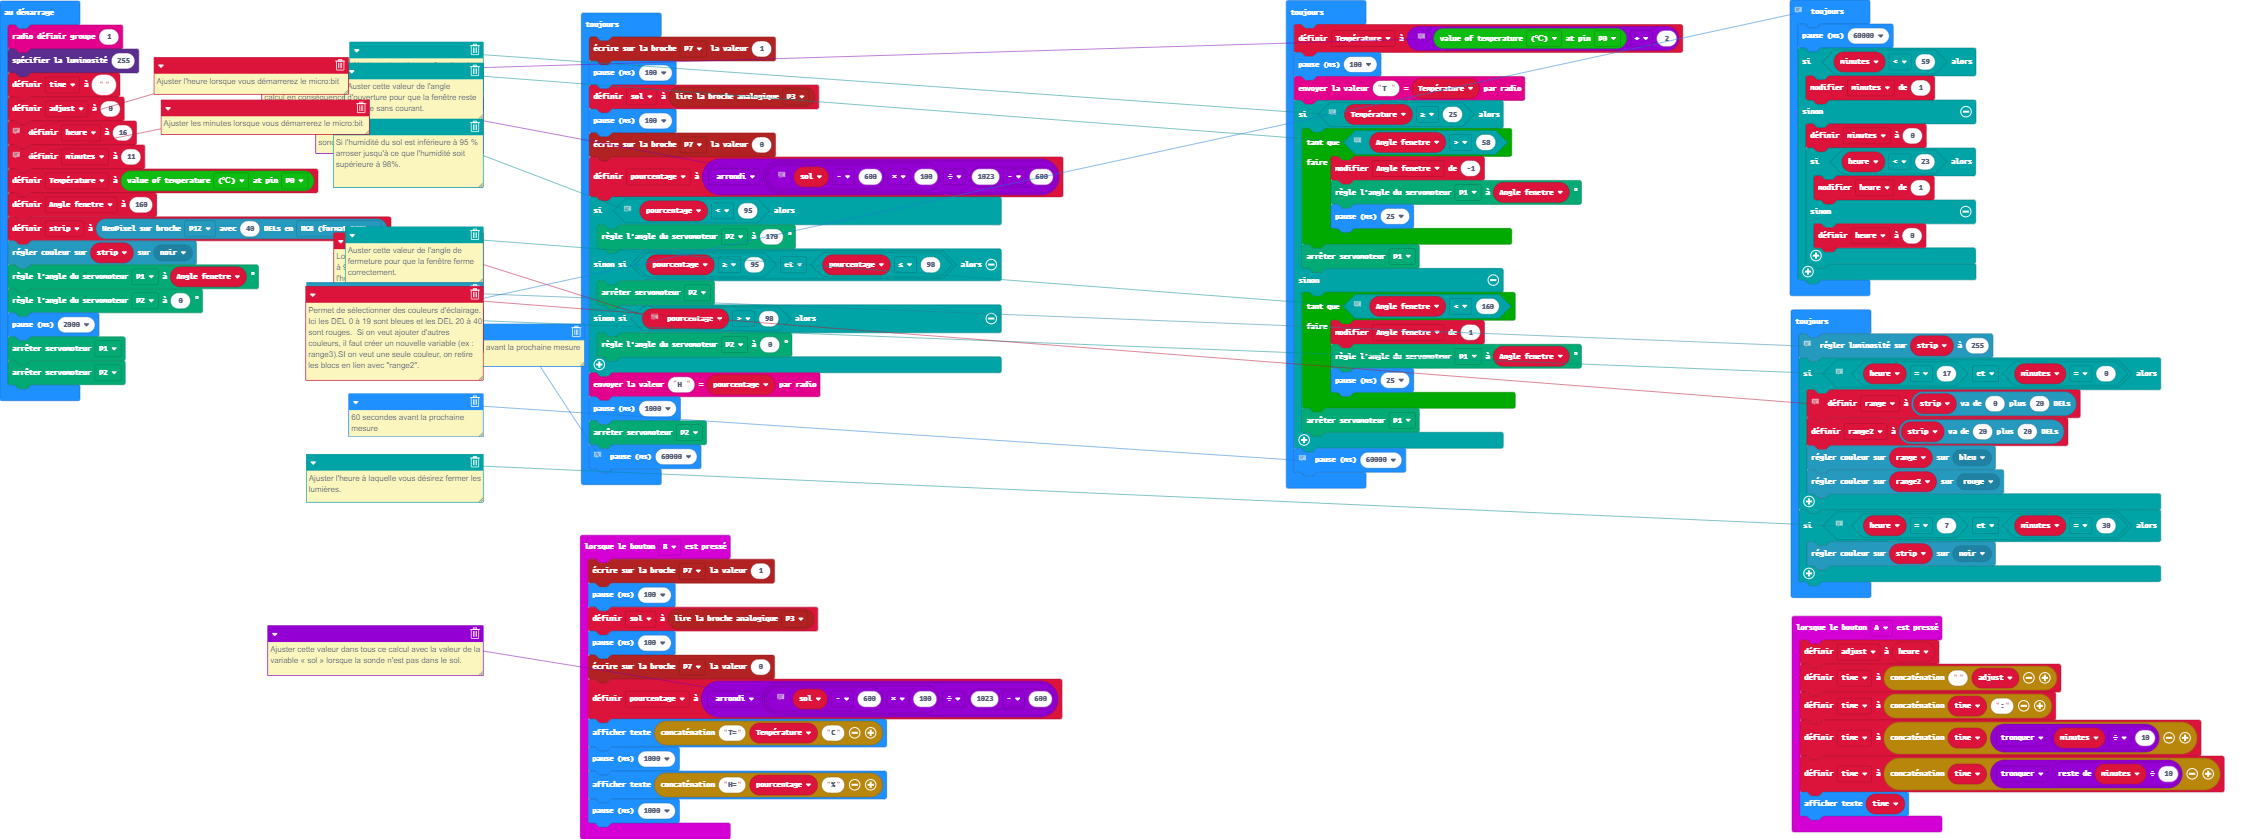 au démarrage
radio définir groupe 1
spécifier la luminosité 255
définir time à " "
définir adjust à 0
définir heure à 16
définir minutes à 11
définir Température à value of temperature (℃) at pin P0
définir Angle fenetre à 160
définir strip à NeoPixel sur broche P12 avec 40 DELs en RGB (format
régler couleur sur strip sur noir
règle l'angle du servomoteur P1 à Angle fenetre °
règle l'angle du servomoteur P2 à 0 °
pause (ms) 2000
arrêter servomoteur P1
arrêter servomoteur P2
Ajuster l'heure lorsque vous démarrerez le micro:bit
Ajuster les minutes lorsque vous démarrerez le micro:bit
calcul en conséquence
Auster cette valeur de l'angle
d'ouverture pour que la fenêtre reste
e sans courant.
sond
Si l'humidité du sol est inférieure à 95 %
arroser jusqu'à ce que l'humidité soit
supérieure à 98%.
Lo
à 9
l'h
Auster cette valeur de l'angle de
fermeture pour que la fenêtre ferme
correctement.
Permet de sélectionner des couleurs d'éclairage.
Ici les DEL 0 à 19 sont bleues et les DEL 20 à 40
sont rouges. Si on veut ajouter d'autres
couleurs, il faut créer un nouvelle variable (ex :
range3).SI on veut une seule couleur, on retire
les blocs en lien avec "range2".
avant la prochaine mesure
60 secondes avant la prochaine
mesure
Ajuster l'heure à laquelle vous désirez fermer les
lumières.
Ajuster cette valeur dans tous ce calcul avec la valeur de la
variable « sol » lorsque la sonde n'est pas dans le sol.
toujours
écrire sur la broche P7 la valeur 1
pause (ms) 100
définir sol à lire la broche analogique P3
pause (ms) 100
écrire sur la broche P7 la valeur 0
définir pourcentage à arrondi sol - 600 × 100 ÷ 1023 - 600
si pourcentage < 95 alors
règle l'angle du servomoteur P2 à 170 °
sinon si pourcentage ≥ 95 et pourcentage ≤ 98 alors
arrêter servomoteur P2
sinon si pourcentage > 98 alors
règle l'angle du servomoteur P2 à 0 °
envoyer la valeur "H " = pourcentage par radio
pause (ms) 1000
arrêter servomoteur P2
pause (ms) 60000
lorsque le bouton B est pressé
écrire sur la broche P7 la valeur 1
pause (ms) 100
définir sol à lire la broche analogique P3
pause (ms) 100
écrire sur la broche P7 la valeur 0
définir pourcentage à arrondi sol - 600 × 100 ÷ 1023 - 600
afficher texte concaténation "T=" Température "C"
pause (ms) 1000
afficher texte concaténation "H=" pourcentage "%"
pause (ms) 1000
toujours
définir Température à value of temperature (℃) at pin P0 - 2
pause (ms) 100
envoyer la valeur "T " = Température par radio
si Température ≥ 25 alors
tant que Angle fenetre > 58
faire
modifier Angle fenetre de -1
règle l'angle du servomoteur P1 à Angle fenetre °
pause (ms) 25
arrêter servomoteur P1
sinon
tant que Angle fenetre < 160
faire
modifier Angle fenetre de 1
règle l'angle du servomoteur P1 à Angle fenetre °
pause (ms) 25
arrêter servomoteur P1
pause (ms) 60000
toujours
pause (ms) 60000
si minutes < 59 alors
modifier minutes de 1
sinon
définir minutes à 0
si heure < 23 alors
modifier heure de 1
sinon
définir heure à 0
toujours
régler luminosité sur strip à 255
si heure = 17 et minutes = 0 alors
définir range à strip va de 0 plus 20 DELs
définir range2 à strip va de 20 plus 20 DELs
régler couleur sur range sur bleu
régler couleur sur range2 sur rouge
si heure = 7 et minutes = 30 alors
régler couleur sur strip sur noir
lorsque le bouton A est pressé
définir adjust à heure
définir time à concaténation "" adjust
définir time à concaténation time ":"
définir time à concaténation time tronquer minutes ÷ 10
définir time à concaténation time tronquer reste de minutes ÷ 10
afficher texte time